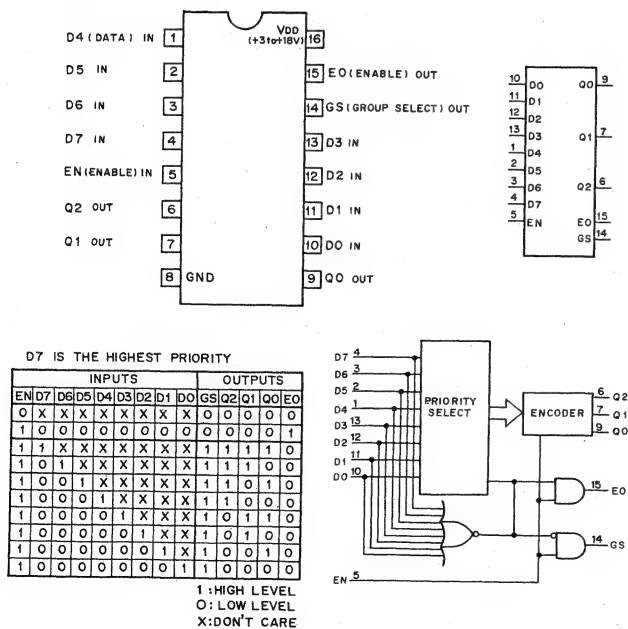 D4 (DATA) IN 1
D5 IN 2
D6 IN 3
D7 IN 4
EN (ENABLE) IN 5
Q2 OUT 6
Q1 OUT 7
8 GND
VDD
(+3to+18V) 16
15 EO (ENABLE) OUT
14 GS (GROUP SELECT) OUT
13 D3 IN
12 D2 IN
11 D1 IN
10 D0 IN
9 Q0 OUT
10 D0 Q0 9
11 D1
12 D2
13 D3 Q1 7
1 D4
2 D5
3 D6 Q2 6
4 D7
5 EN EO 15
GS 14
D7 IS THE HIGHEST PRIORITY
INPUTS OUTPUTS
EN D7 D6 D5 D4 D3 D2 D1 D0 GS Q2 Q1 Q0 EO
0 X X X X X X X X 0 0 0 0 0
1 0 0 0 0 0 0 0 0 0 0 0 0 1
1 1 X X X X X X X 1 1 1 1 0
1 0 1 X X X X X X 1 1 1 0 0
1 0 0 1 X X X X X 1 1 0 1 0
1 0 0 0 1 X X X X 1 1 0 0 0
1 0 0 0 0 1 X X X 1 0 1 1 0
1 0 0 0 0 0 1 X X 1 0 1 0 0
1 0 0 0 0 0 0 1 X 1 0 0 1 0
1 0 0 0 0 0 0 0 1 1 0 0 0 0
1 : HIGH LEVEL
0 : LOW LEVEL
X : DON'T CARE
D7 4
D6 3
D5 2
D4 1
D3 13
D2 12
D1 11
D0 10
EN 5
PRIORITY
SELECT
ENCODER
6 Q2
7 Q1
9 Q0
15 EO
14 GS